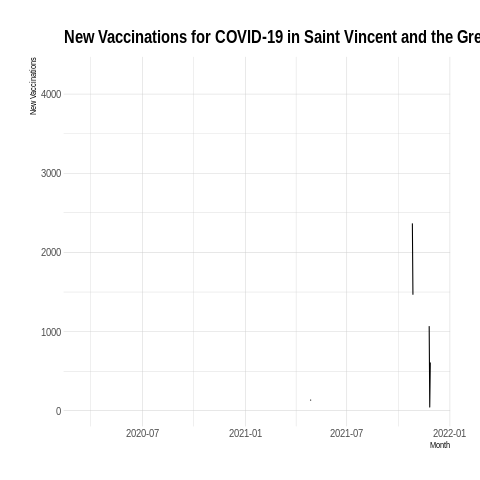 New Vaccinations for COVID-19 in Saint Vincent and the Gre
New Vaccinations
4000
3000
2000
1000
0
2020-07 2021-01 2021-07 2022-01
Month